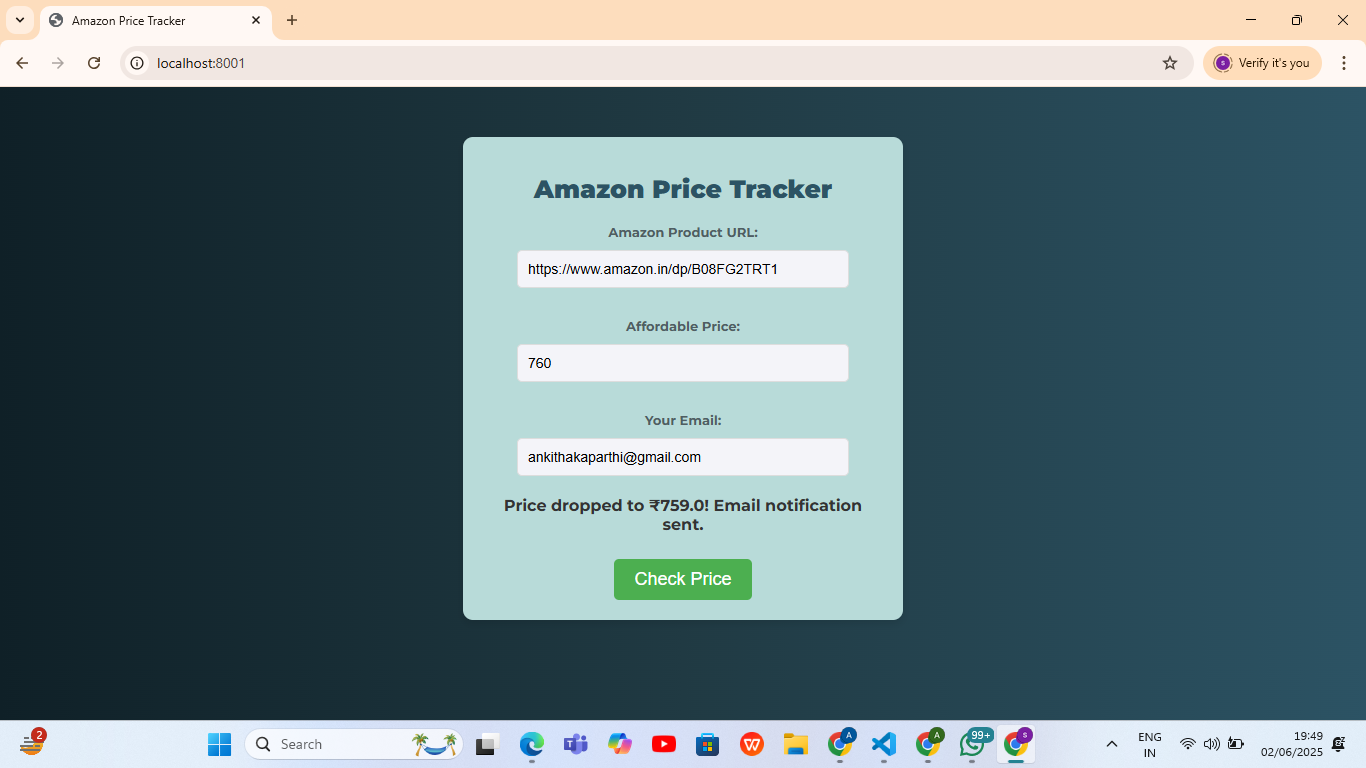 Amazon Price Tracker
localhost:8001
S
Verify it's you
Amazon Price Tracker
Amazon Product URL:
https://www.amazon.in/dp/B08FG2TRT1
Affordable Price:
760
Your Email:
ankithakaparthi@gmail.com
Price dropped to ₹759.0! Email notification
sent.
Check Price
2
Search
A
A
99+
S
ENG
IN
19:49
02/06/2025